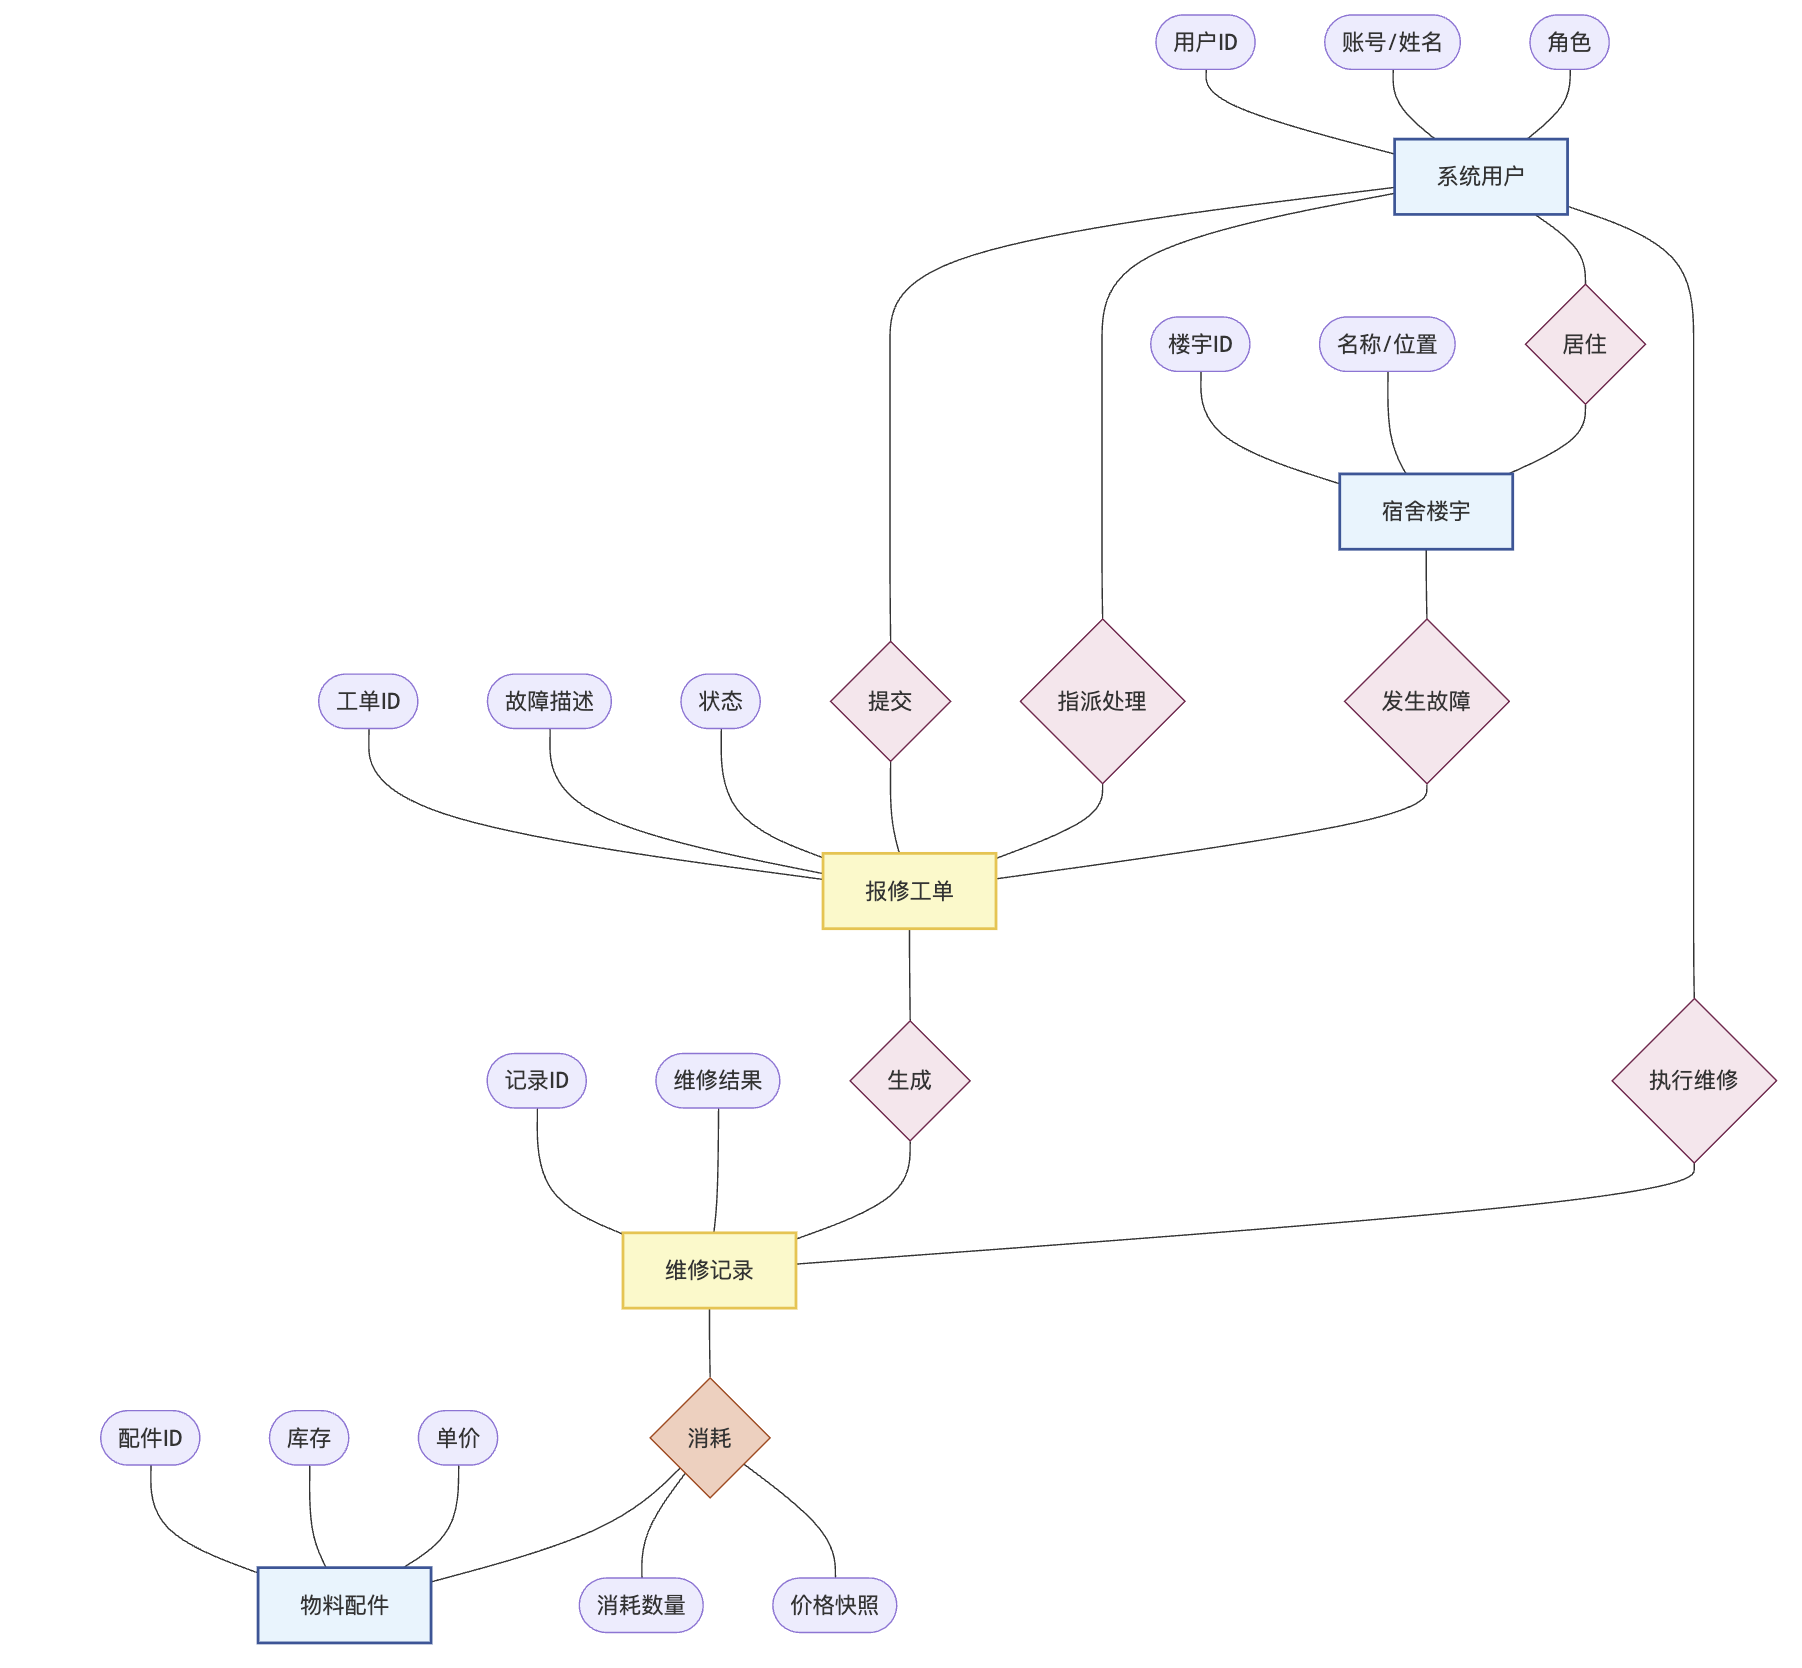 用户ID
账号/姓名
角色
系统用户
楼宇ID
名称/位置
居住
宿舍楼宇
工单ID
故障描述
状态
提交
指派处理
发生故障
报修工单
记录ID
维修结果
生成
执行维修
维修记录
配件ID
库存
单价
消耗
物料配件
消耗数量
价格快照